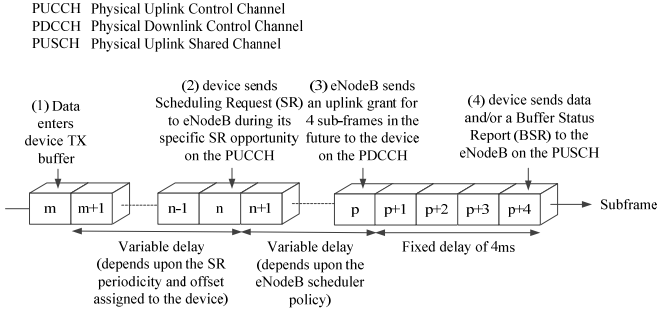 PUCCH Physical Uplink Control Channel
PDCCH Physical Downlink Control Channel
PUSCH Physical Uplink Shared Channel
(1) Data
enters
device TX
buffer
(2) device sends
Scheduling Request (SR)
to eNodeB during its
specific SR opportunity
on the PUCCH
(3) eNodeB sends
an uplink grant for
4 sub-frames in the
future to the device
on the PDCCH
(4) device sends data
and/or a Buffer Status
Report (BSR) to the
eNodeB on the PUSCH
m m+1 n-1 n n+1 p p+1 p+2 p+3 p+4 Subframe
Variable delay
(depends upon the SR
periodicity and offset
assigned to the device)
Variable delay
(depends upon the
eNodeB scheduler
policy)
Fixed delay of 4ms